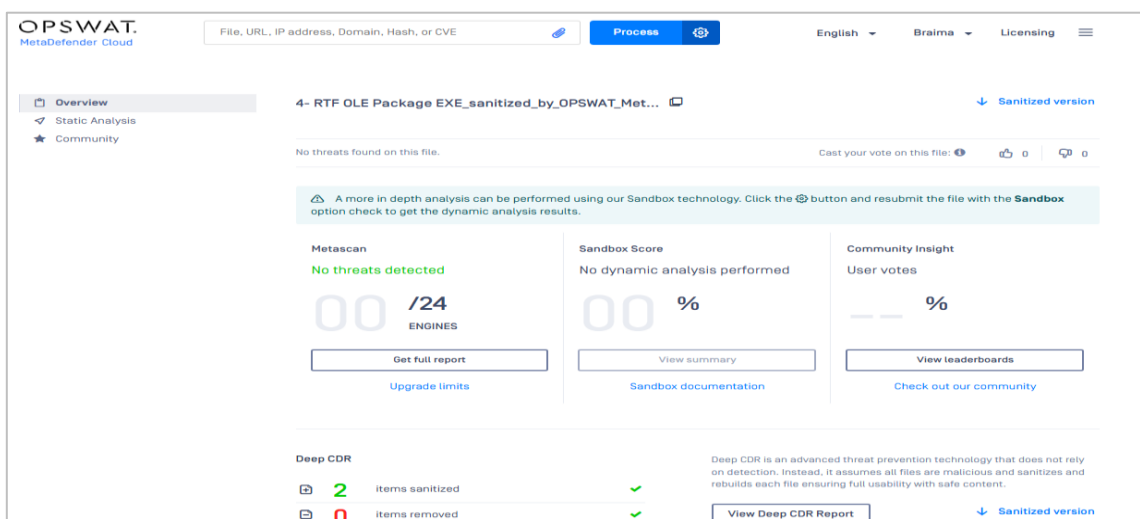 OPSWAT.
MetaDefender Cloud
File, URL, IP address, Domain, Hash, or CVE
Process
English
Braima
Licensing
Overview
Static Analysis
Community
4- RTF OLE Package EXE_sanitized_by_OPSWAT_Met...
Sanitized version
No threats found on this file.
Cast your vote on this file:
0
0
A more in depth analysis can be performed using our Sandbox technology. Click the button and resubmit the file with the Sandbox
option check to get the dynamic analysis results.
Metascan
No threats detected
00 /24
ENGINES
Get full report
Upgrade limits
Sandbox Score
No dynamic analysis performed
00 %
View summary
Sandbox documentation
Community Insight
User votes
__ %
View leaderboards
Check out our community
Deep CDR
2 items sanitized
0 items removed
Deep CDR is an advanced threat prevention technology that does not rely
on detection. Instead, it assumes all files are malicious and sanitizes and
rebuilds each file ensuring full usability with safe content.
View Deep CDR Report
Sanitized version